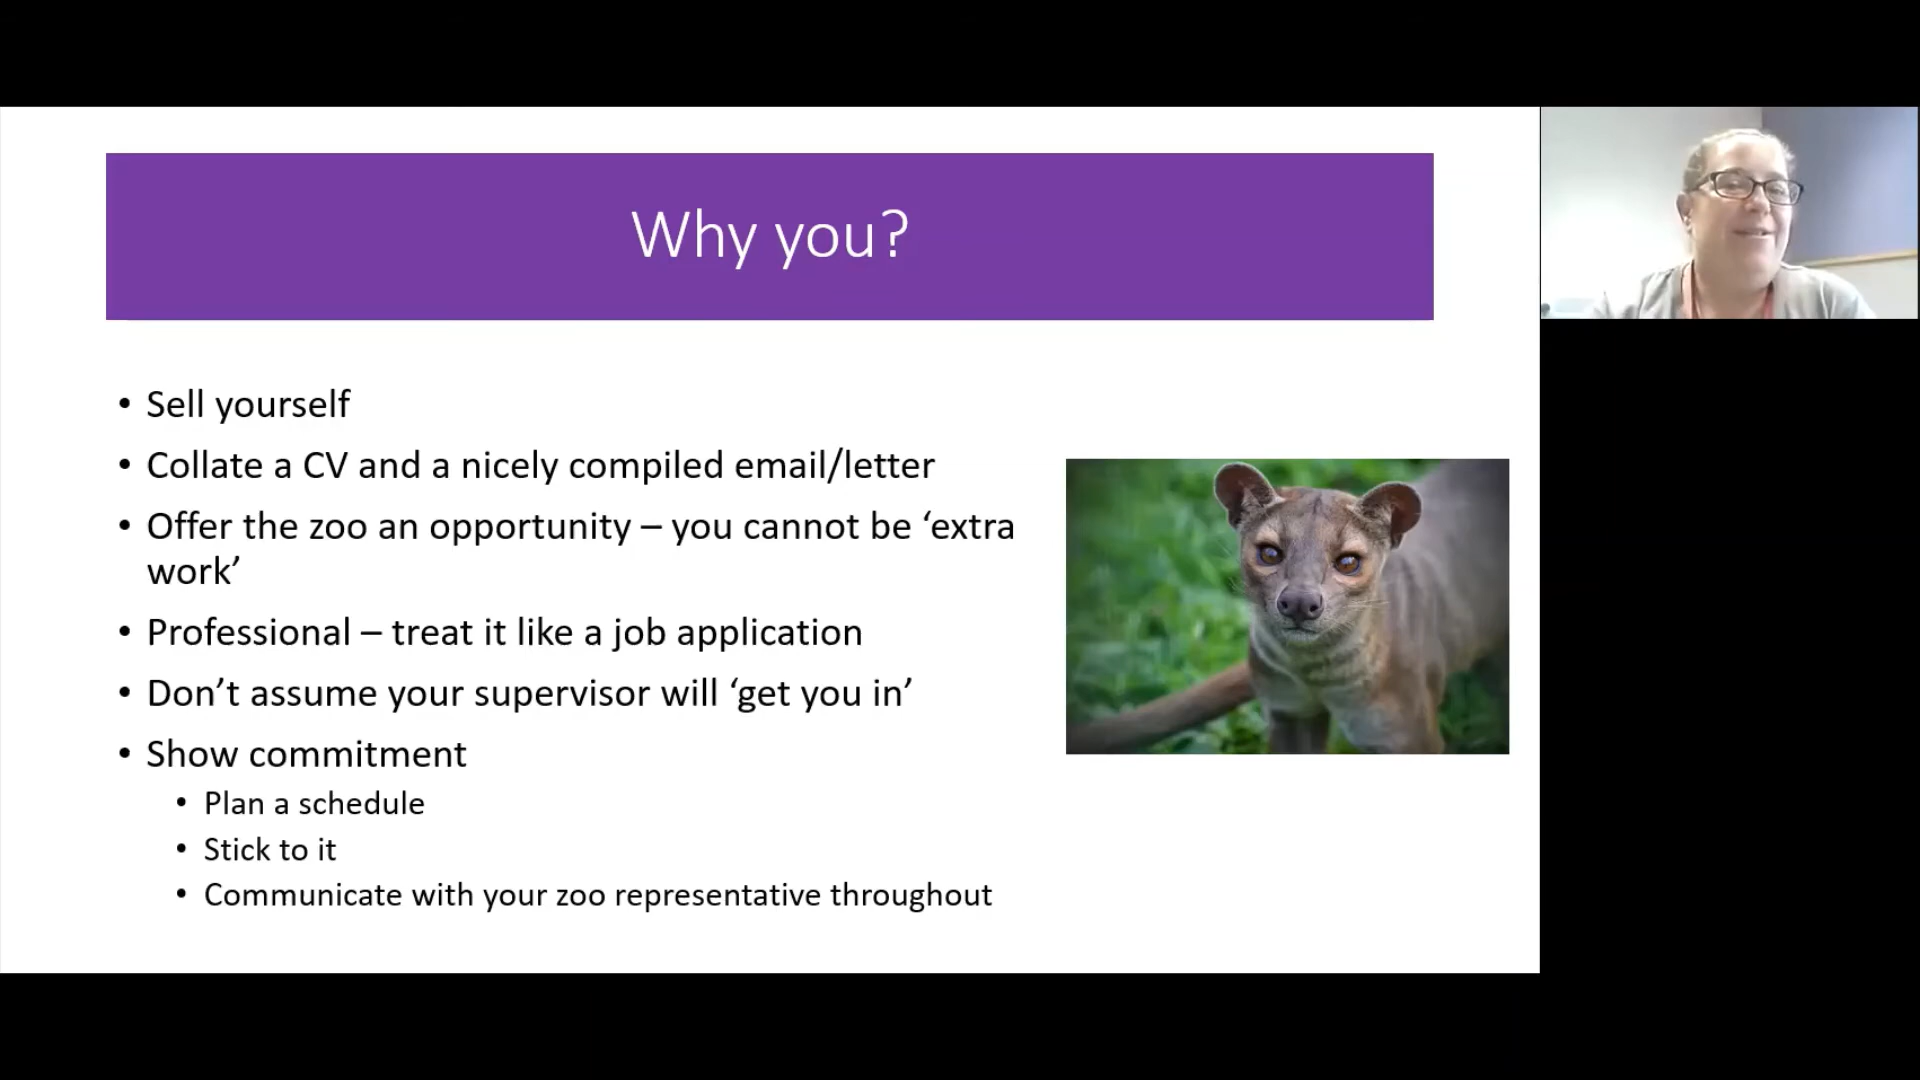 Why you?
• Sell yourself
• Collate a CV and a nicely compiled email/letter
• Offer the zoo an opportunity – you cannot be ‘extra
work’
• Professional – treat it like a job application
• Don’t assume your supervisor will ‘get you in’
• Show commitment
• Plan a schedule
• Stick to it
• Communicate with your zoo representative throughout